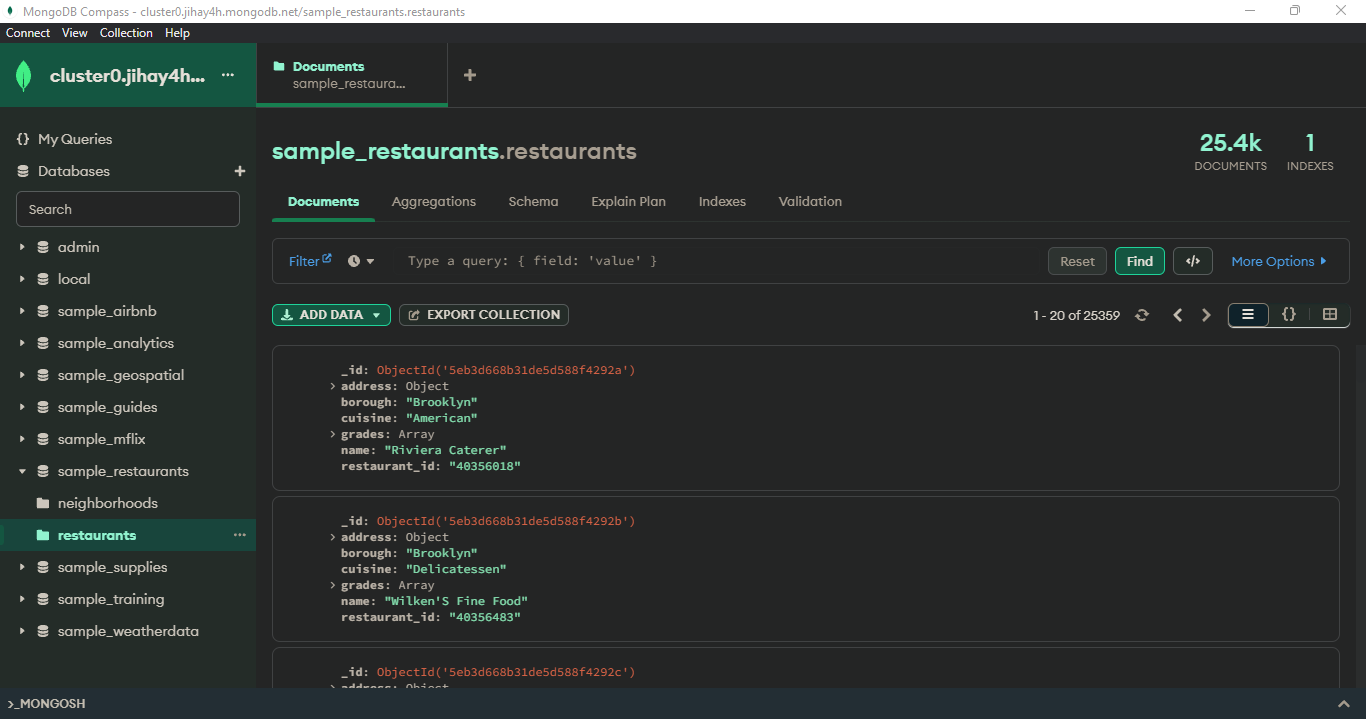 MongoDB Compass - cluster0.jihay4h.mongodb.net/sample_restaurants.restaurants
Connect View Collection Help
cluster0.jihay4h... ...
Documents
sample_restaura...
+
{} My Queries
Databases +
Search
admin
local
sample_airbnb
sample_analytics
sample_geospatial
sample_guides
sample_mflix
sample_restaurants
neighborhoods
restaurants ...
sample_supplies
sample_training
sample_weatherdata
sample_restaurants.restaurants
25.4k
DOCUMENTS
1
INDEXES
Documents Aggregations Schema Explain Plan Indexes Validation
Filter Type a query: { field: 'value' } Reset Find </> More Options
ADD DATA EXPORT COLLECTION 1 - 20 of 25359 {}
_id: ObjectId('5eb3d668b31de5d588f4292a')
> address: Object
borough: "Brooklyn"
cuisine: "American"
> grades: Array
name: "Riviera Caterer"
restaurant_id: "40356018"
_id: ObjectId('5eb3d668b31de5d588f4292b')
> address: Object
borough: "Brooklyn"
cuisine: "Delicatessen"
> grades: Array
name: "Wilken'S Fine Food"
restaurant_id: "40356483"
_id: ObjectId('5eb3d668b31de5d588f4292c')
> address: Object
>_MONGOSH